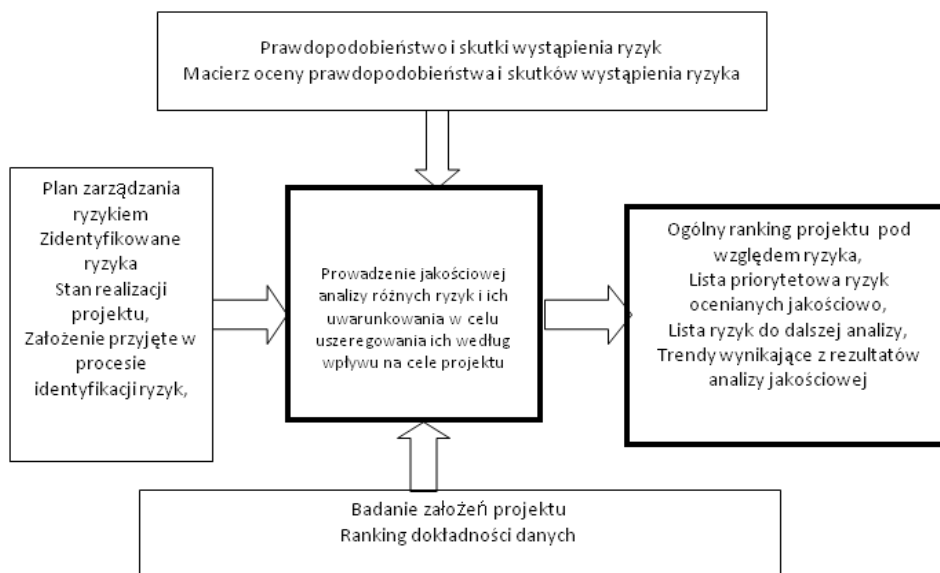 Prawdopodobieństwo i skutki wystąpienia ryzyk
Macierz oceny prawdopodobieństwa i skutków wystąpienia ryzyka
Plan zarządzania
ryzykiem
Zidentyfikowane
ryzyka
Stan realizacji
projektu,
Założenie przyjęte w
procesie
identyfikacji ryzyk,
Prowadzenie jakościowej
analizy różnych ryzyk i ich
uwarunkowania w celu
uszeregowania ich według
wpływu na cele projektu
Ogólny ranking projektu pod
względem ryzyka,
Lista priorytetowa ryzyk
ocenianych jakościowo,
Lista ryzyk do dalszej analizy,
Trendy wynikające z rezultatów
analizy jakościowej
Badanie założeń projektu
Ranking dokładności danych